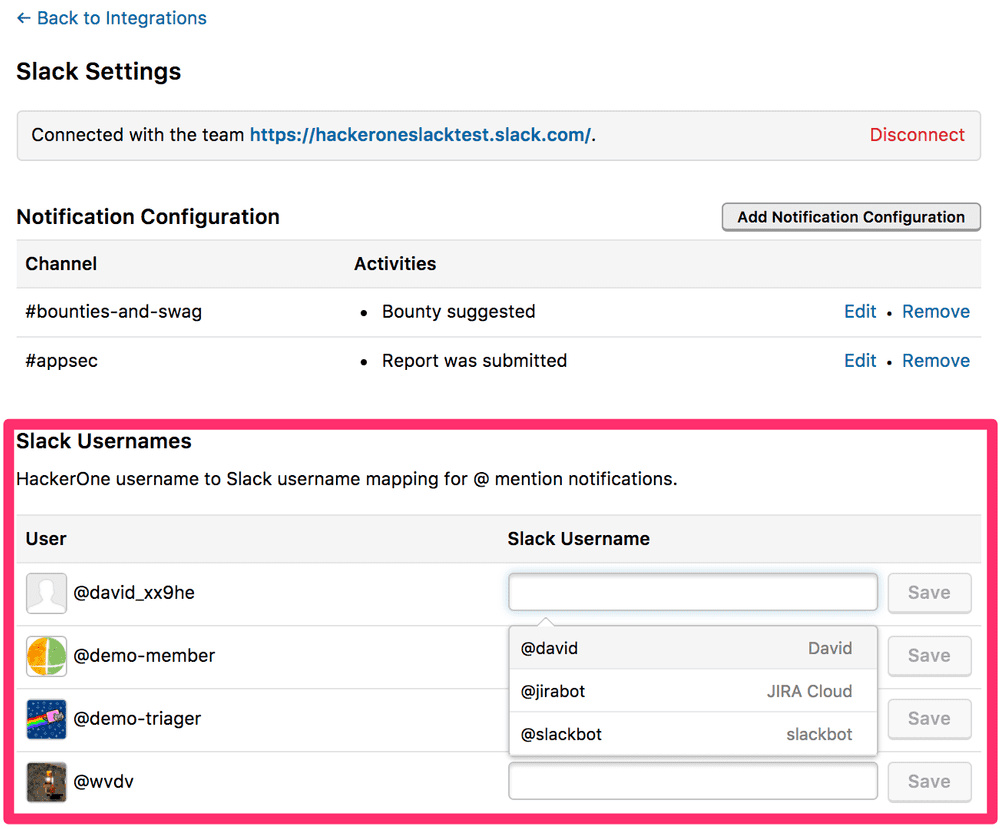 ← Back to Integrations
Slack Settings
Connected with the team https://hackeroneslacktest.slack.com/. Disconnect
Notification Configuration Add Notification Configuration
Channel Activities
#bounties-and-swag • Bounty suggested Edit • Remove
#appsec • Report was submitted Edit • Remove
Slack Usernames
HackerOne username to Slack username mapping for @ mention notifications.
User Slack Username
@david_xx9he Save
@david David
@demo-member Save
@jirabot JIRA Cloud
@demo-triager Save
@slackbot slackbot
@wvdv Save